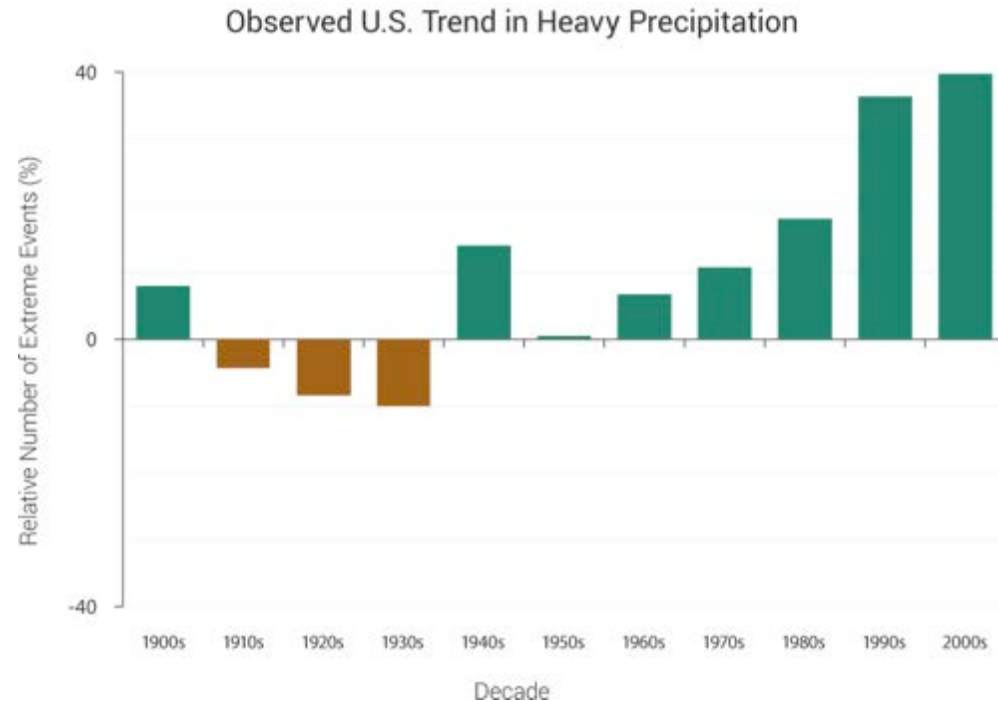 Observed U.S. Trend in Heavy Precipitation
Relative Number of Extreme Events (%)
40
0
-40
1900s 1910s 1920s 1930s 1940s 1950s 1960s 1970s 1980s 1990s 2000s
Decade